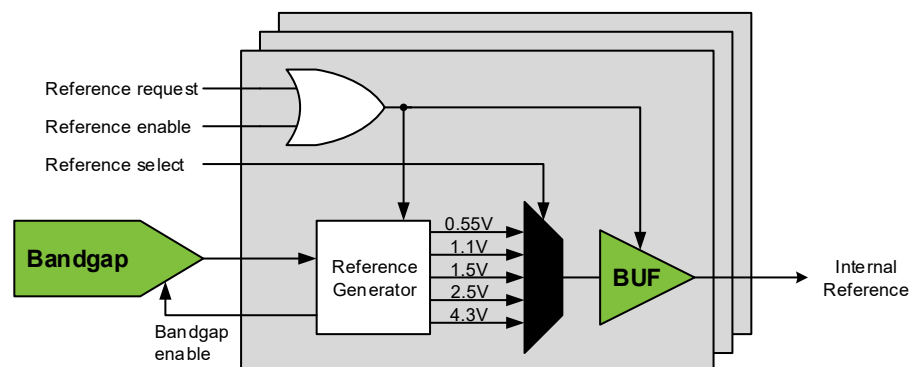 Reference request
Reference enable
Reference select
Bandgap
Bandgap
enable
Reference
Generator
0.55V
1.1V
1.5V
2.5V
4.3V
BUF
Internal
Reference